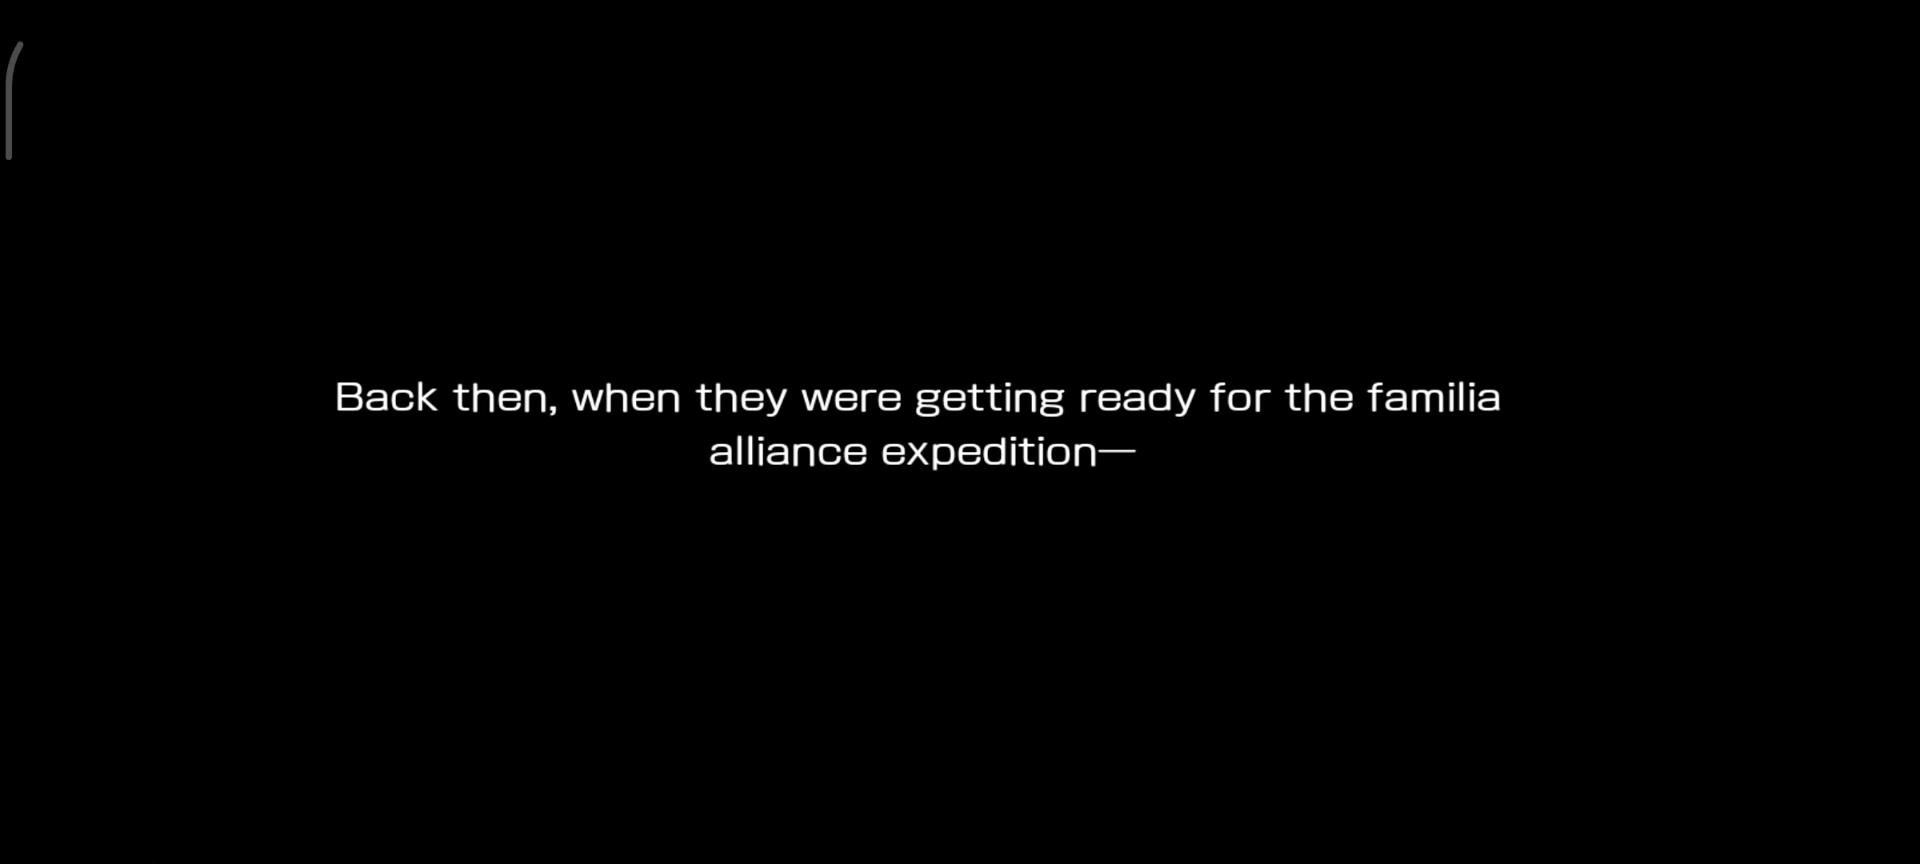 Back then, when they were getting ready for the familia
alliance expedition—